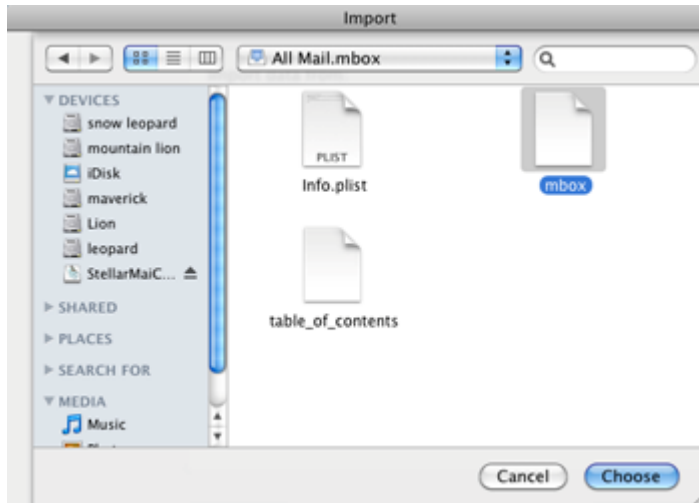 Import
All Mail.mbox
DEVICES
snow leopard
mountain lion
iDisk
maverick
Lion
leopard
StellarMaiC...
SHARED
PLACES
SEARCH FOR
MEDIA
Music
PLIST
Info.plist
mbox
table_of_contents
Cancel
Choose